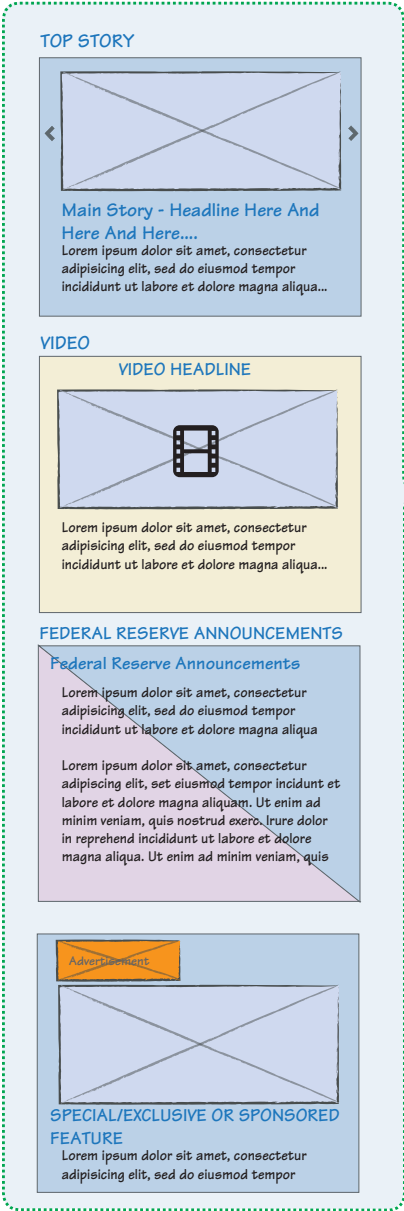 TOP STORY
Main Story - Headline Here And
Here And Here....
Lorem ipsum dolor sit amet, consectetur
adipisicing elit, sed do eiusmod tempor
incididunt ut labore et dolore magna aliqua...
VIDEO
VIDEO HEADLINE
Lorem ipsum dolor sit amet, consectetur
adipisicing elit, sed do eiusmod tempor
incididunt ut labore et dolore magna aliqua...
FEDERAL RESERVE ANNOUNCEMENTS
Federal Reserve Announcements
Lorem ipsum dolor sit amet, consectetur
adipiscing elit, sed do eiusmod tempor
incididunt ut labore et dolore magna aliqua
Lorem ipsum dolor sit amet, consectetur
adipiscing elit, set eiusmod tempor incidunt et
labore et dolore magna aliquam. Ut enim ad
minim veniam, quis nostrud exerc. Irure dolor
in reprehend incididunt ut labore et dolore
magna aliqua. Ut enim ad minim veniam, quis
Advertisement
SPECIAL/EXCLUSIVE OR SPONSORED
FEATURE
Lorem ipsum dolor sit amet, consectetur
adipisicing elit, sed do eiusmod tempor